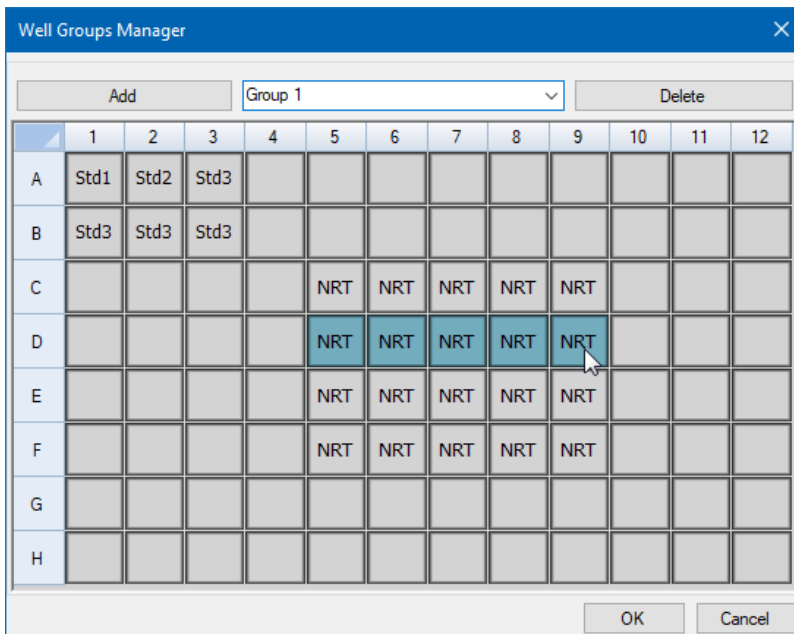 Well Groups Manager
Add Group 1 Delete
1 2 3 4 5 6 7 8 9 10 11 12
A Std1 Std2 Std3
B Std3 Std3 Std3
C NRT NRT NRT NRT NRT
D NRT NRT NRT NRT NRT
E NRT NRT NRT NRT NRT
F NRT NRT NRT NRT NRT
G
H
OK Cancel